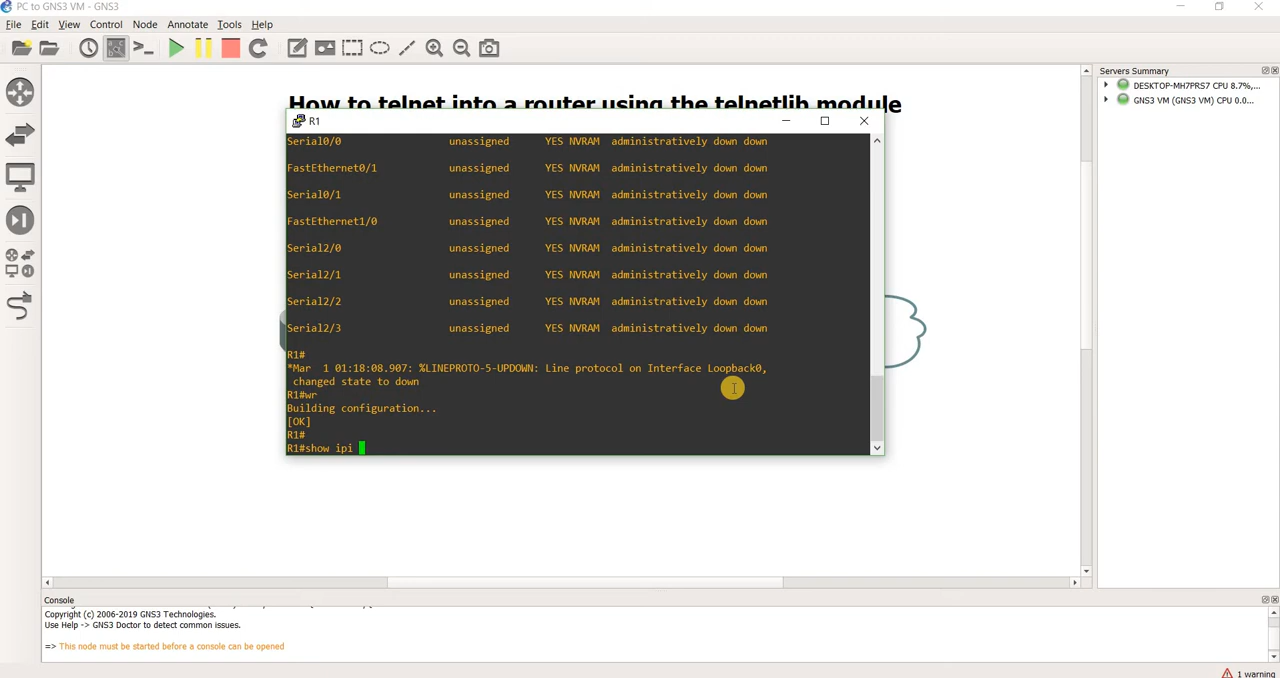 PC to GNS3 VM - GNS3
File Edit View Control Node Annotate Tools Help
Servers Summary
DESKTOP-MH7PRS7 CPU 8.7%,...
GNS3 VM (GNS3 VM) CPU 0.0...
How to telnet into a router using the telnetlib module
R1
Serial0/0 unassigned YES NVRAM administratively down down
FastEthernet0/1 unassigned YES NVRAM administratively down down
Serial0/1 unassigned YES NVRAM administratively down down
FastEthernet1/0 unassigned YES NVRAM administratively down down
Serial2/0 unassigned YES NVRAM administratively down down
Serial2/1 unassigned YES NVRAM administratively down down
Serial2/2 unassigned YES NVRAM administratively down down
Serial2/3 unassigned YES NVRAM administratively down down
R1#
*Mar 1 01:18:08.907: %LINEPROTO-5-UPDOWN: Line protocol on Interface Loopback0,
changed state to down
R1#wr
Building configuration...
[OK]
R1#
R1#show ipi
Console
Copyright (c) 2006-2019 GNS3 Technologies.
Use Help -> GNS3 Doctor to detect common issues.
=> This node must be started before a console can be opened
1 warning